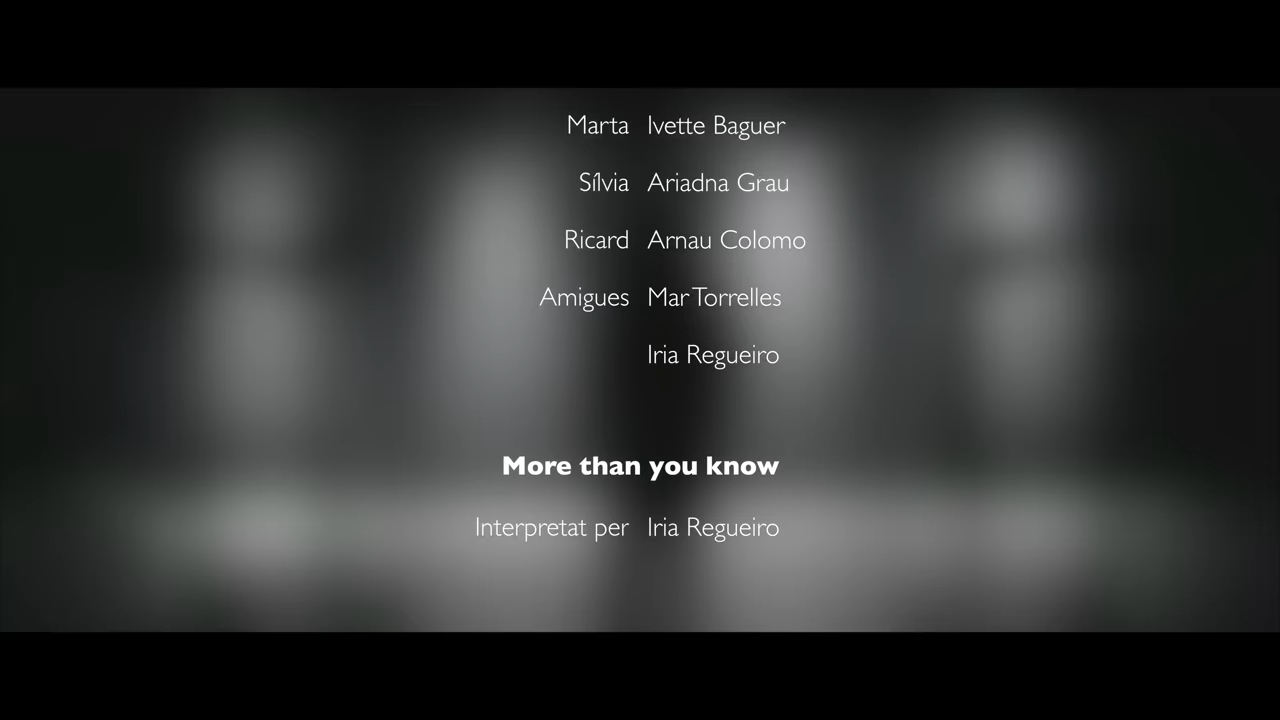 Marta Ivette Baguer
Sílvia Ariadna Grau
Ricard Arnau Colomo
Amigues Mar Torrelles
Iria Regueiro
More than you know
Interpretat per Iria Regueiro